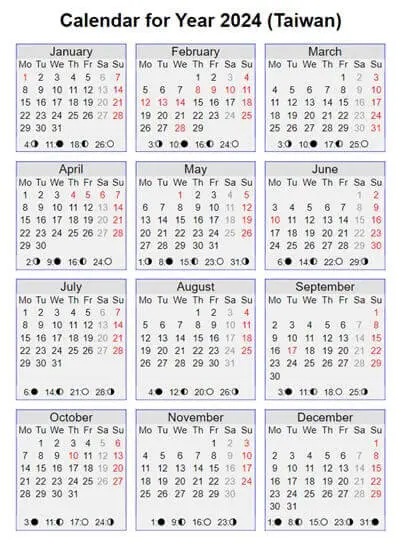 Calendar for Year 2024 (Taiwan)
January
Mo Tu We Th Fr Sa Su
1 2 3 4 5 6 7
8 9 10 11 12 13 14
15 16 17 18 19 20 21
22 23 24 25 26 27 28
29 30 31
4:◑ 11:● 18:◐ 26:○
February
Mo Tu We Th Fr Sa Su
1 2 3 4
5 6 7 8 9 10 11
12 13 14 15 16 17 18
19 20 21 22 23 24 25
26 27 28 29
3:◑ 10:● 16:◐ 24:○
March
Mo Tu We Th Fr Sa Su
1 2 3
4 5 6 7 8 9 10
11 12 13 14 15 16 17
18 19 20 21 22 23 24
25 26 27 28 29 30 31
3:◑ 10:● 17:◐ 25:○
April
Mo Tu We Th Fr Sa Su
1 2 3 4 5 6 7
8 9 10 11 12 13 14
15 16 17 18 19 20 21
22 23 24 25 26 27 28
29 30
2:◑ 9:● 16:◐ 24:○
May
Mo Tu We Th Fr Sa Su
1 2 3 4 5
6 7 8 9 10 11 12
13 14 15 16 17 18 19
20 21 22 23 24 25 26
27 28 29 30 31
1:◑ 8:● 15:◐ 23:○ 31:◑
June
Mo Tu We Th Fr Sa Su
1 2
3 4 5 6 7 8 9
10 11 12 13 14 15 16
17 18 19 20 21 22 23
24 25 26 27 28 29 30
6:● 14:◐ 22:○ 29:◑
July
Mo Tu We Th Fr Sa Su
1 2 3 4 5 6 7
8 9 10 11 12 13 14
15 16 17 18 19 20 21
22 23 24 25 26 27 28
29 30 31
6:● 14:◐ 21:○ 28:◑
August
Mo Tu We Th Fr Sa Su
1 2 3 4
5 6 7 8 9 10 11
12 13 14 15 16 17 18
19 20 21 22 23 24 25
26 27 28 29 30 31
4:● 12:◐ 20:○ 26:◑
September
Mo Tu We Th Fr Sa Su
1
2 3 4 5 6 7 8
9 10 11 12 13 14 15
16 17 18 19 20 21 22
23 24 25 26 27 28 29
30
3:● 11:◐ 18:○ 25:◑
October
Mo Tu We Th Fr Sa Su
1 2 3 4 5 6
7 8 9 10 11 12 13
14 15 16 17 18 19 20
21 22 23 24 25 26 27
28 29 30 31
3:● 11:◐ 17:○ 24:◑
November
Mo Tu We Th Fr Sa Su
1 2 3
4 5 6 7 8 9 10
11 12 13 14 15 16 17
18 19 20 21 22 23 24
25 26 27 28 29 30
1:● 9:◐ 16:○ 23:◑
December
Mo Tu We Th Fr Sa Su
1
2 3 4 5 6 7 8
9 10 11 12 13 14 15
16 17 18 19 20 21 22
23 24 25 26 27 28 29
30 31
1:● 8:◐ 15:○ 23:◑ 31:●